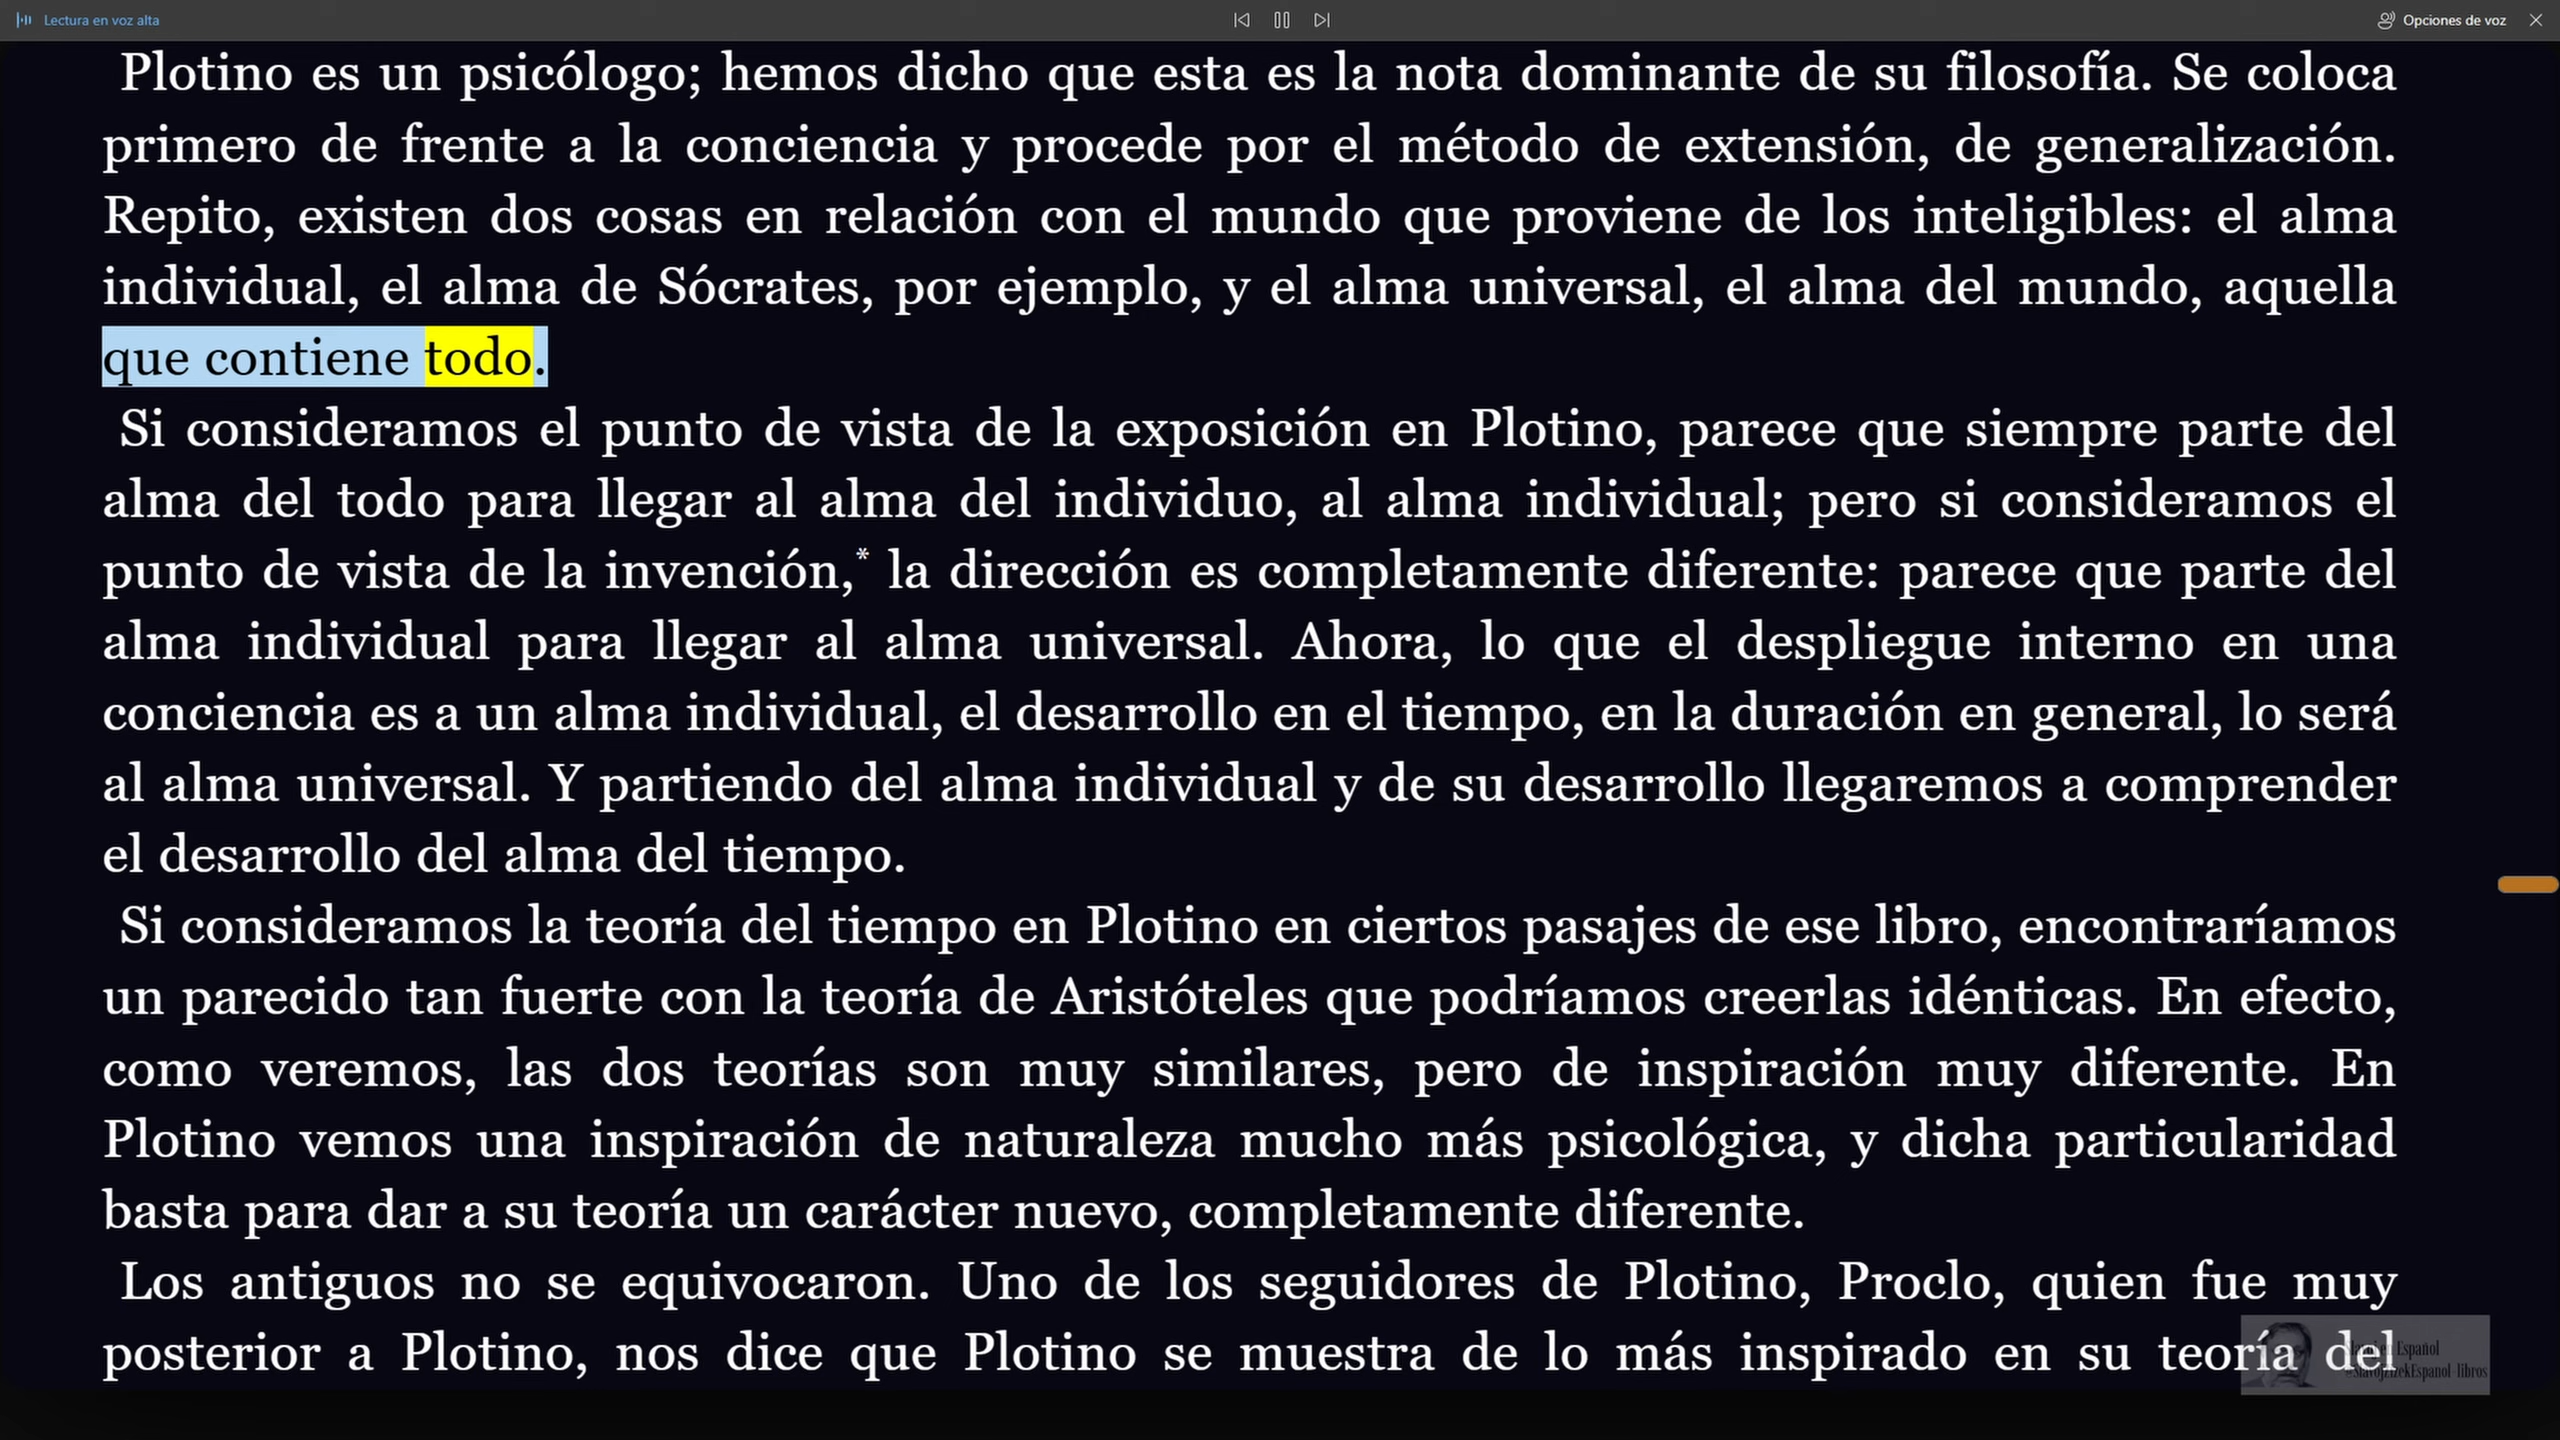 Lectura en voz alta
Opciones de voz
Plotino es un psicólogo; hemos dicho que esta es la nota dominante de su filosofía. Se coloca
primero de frente a la conciencia y procede por el método de extensión, de generalización.
Repito, existen dos cosas en relación con el mundo que proviene de los inteligibles: el alma
individual, el alma de Sócrates, por ejemplo, y el alma universal, el alma del mundo, aquella
que contiene todo.
Si consideramos el punto de vista de la exposición en Plotino, parece que siempre parte del
alma del todo para llegar al alma del individuo, al alma individual; pero si consideramos el
punto de vista de la invención,* la dirección es completamente diferente: parece que parte del
alma individual para llegar al alma universal. Ahora, lo que el despliegue interno en una
conciencia es a un alma individual, el desarrollo en el tiempo, en la duración en general, lo será
al alma universal. Y partiendo del alma individual y de su desarrollo llegaremos a comprender
el desarrollo del alma del tiempo.
Si consideramos la teoría del tiempo en Plotino en ciertos pasajes de ese libro, encontraríamos
un parecido tan fuerte con la teoría de Aristóteles que podríamos creerlas idénticas. En efecto,
como veremos, las dos teorías son muy similares, pero de inspiración muy diferente. En
Plotino vemos una inspiración de naturaleza mucho más psicológica, y dicha particularidad
basta para dar a su teoría un carácter nuevo, completamente diferente.
Los antiguos no se equivocaron. Uno de los seguidores de Plotino, Proclo, quien fue muy
posterior a Plotino, nos dice que Plotino se muestra de lo más inspirado en su teoría del
Español